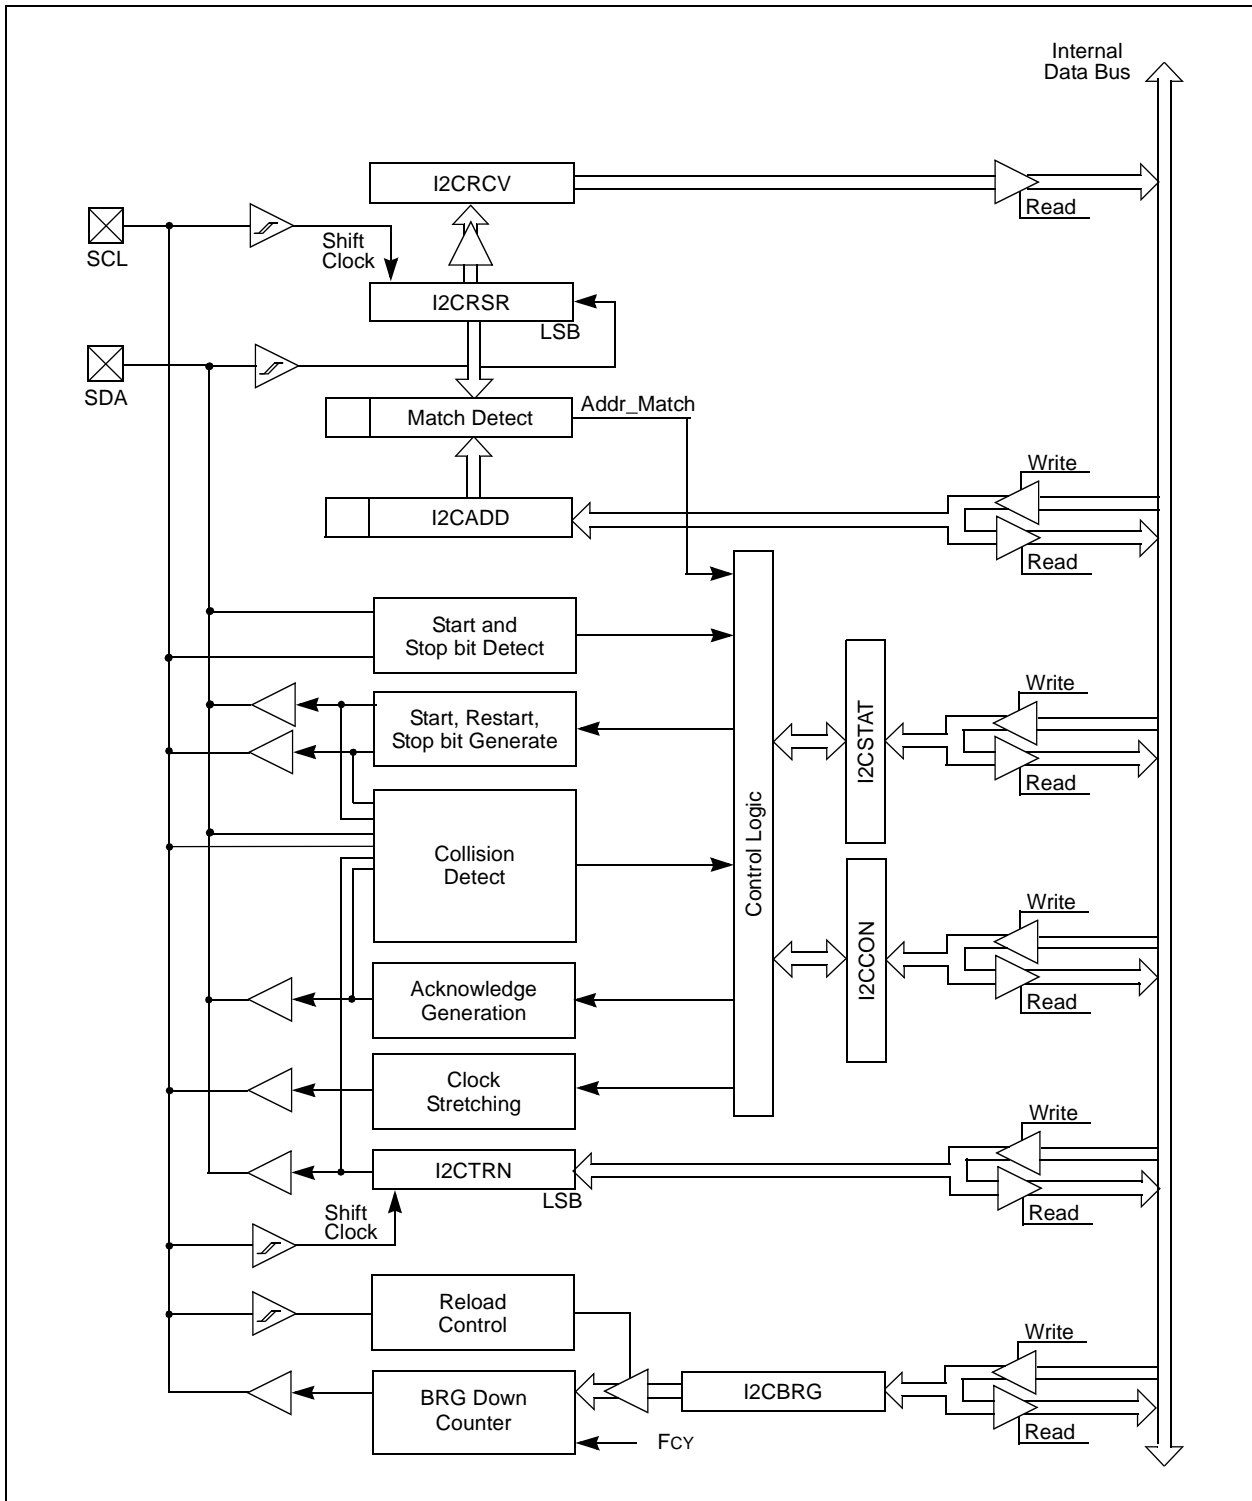 Internal
Data Bus
I2CRCV
Read
SCL
Shift
Clock
I2CRSR
LSB
SDA
Match Detect
Addr_Match
Write
I2CADD
Read
Start and
Stop bit Detect
Write
Start, Restart,
Stop bit Generate
I2CSTAT
Read
Control Logic
Collision
Detect
Write
I2CCON
Read
Acknowledge
Generation
Clock
Stretching
Write
I2CTRN
LSB
Read
Shift
Clock
Reload
Control
Write
I2CBRG
BRG Down
Counter
Read
FCY